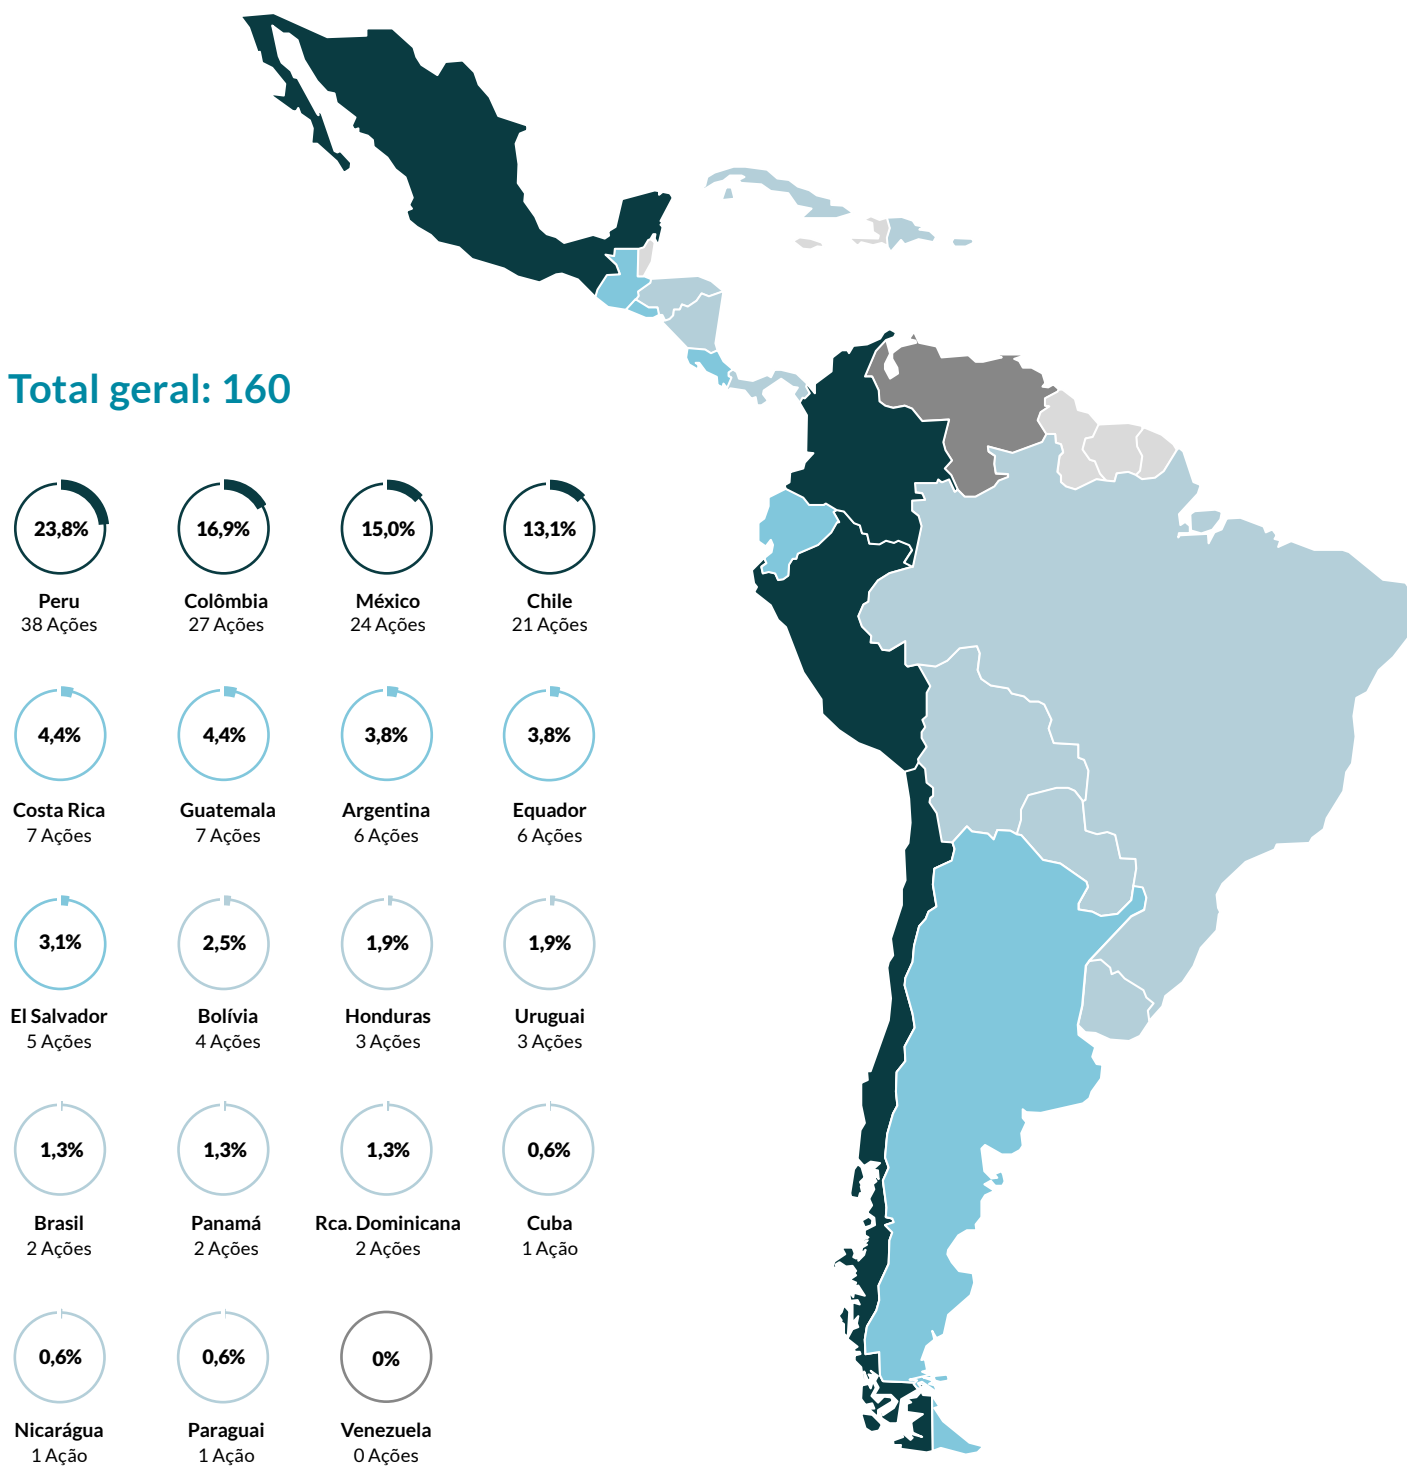 Total geral: 160
23,8%
16,9%
15,0%
13,1%
Peru
Colômbia
México
Chile
38 Ações
27 Ações
24 Ações
21 Ações
4,4%
4,4%
3,8%
3,8%
Costa Rica
Guatemala
Argentina
Equador
7 Ações
7 Ações
6 Ações
6 Ações
3,1%
2,5%
1,9%
1,9%
El Salvador
Bolívia
Honduras
Uruguai
5 Ações
4 Ações
3 Ações
3 Ações
1,3%
1,3%
1,3%
0,6%
Brasil
Panamá
Rca. Dominicana
Cuba
2 Ações
2 Ações
2 Ações
1 Ação
0,6%
0,6%
0%
Nicarágua
Paraguai
Venezuela
1 Ação
1 Ação
0 Ações